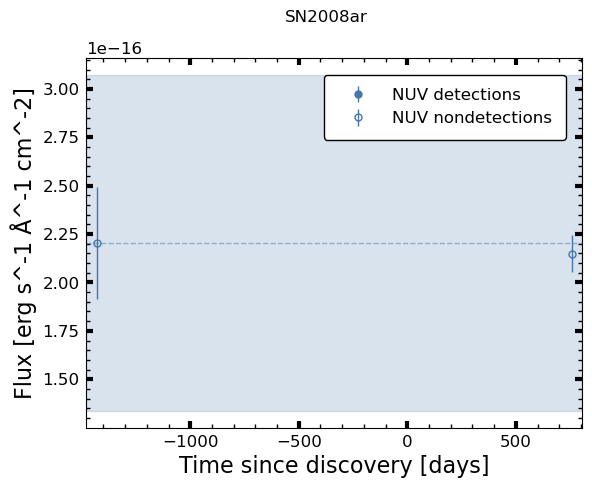 SN2008ar
1e−16
NUV detections
NUV nondetections
3.00
2.75
2.50
2.25
2.00
1.75
1.50
Flux [erg s^-1 Å^-1 cm^-2]
−1000
−500
0
500
Time since discovery [days]